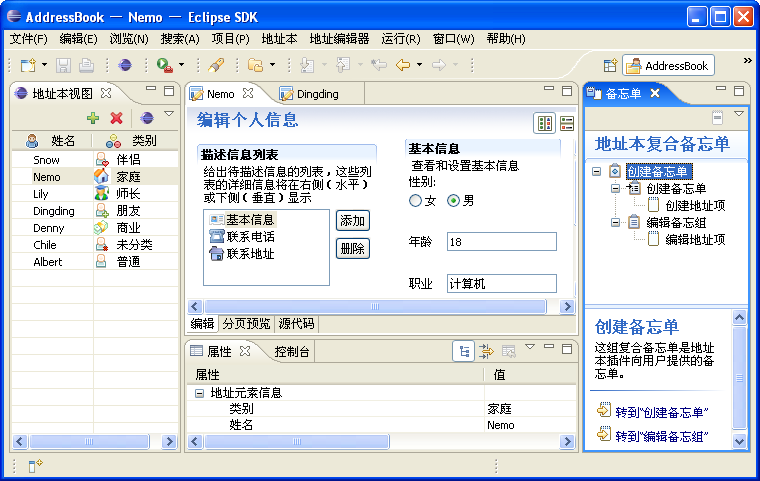 AddressBook — Nemo — Eclipse SDK
文件(F) 编辑(E) 浏览(N) 搜索(A) 项目(P) 地址本 地址编辑器 运行(R) 窗口(W) 帮助(H)
AddressBook
地址本视图
姓名 类别
Snow 伴侣
Nemo 家庭
Lily 师长
Dingding 朋友
Denny 商业
Chile 未分类
Albert 普通
Nemo Dingding
编辑个人信息
描述信息列表
给出待描述信息的列表，这些列
表的详细信息将在右侧（水平）
或下侧（垂直）显示
基本信息
联系电话
联系地址
添加
删除
基本信息
查看和设置基本信息
性别:
女 男
年龄 18
职业 计算机
编辑 分页预览 源代码
属性 控制台
属性 值
地址元素信息
类别 家庭
姓名 Nemo
备忘单
地址本复合备忘单
创建备忘单
创建备忘单
创建地址项
编辑备忘组
编辑地址项
创建备忘单
这组复合备忘单是地址
本插件向用户提供的备
忘单。
转到“创建备忘单”
转到“编辑备忘组”